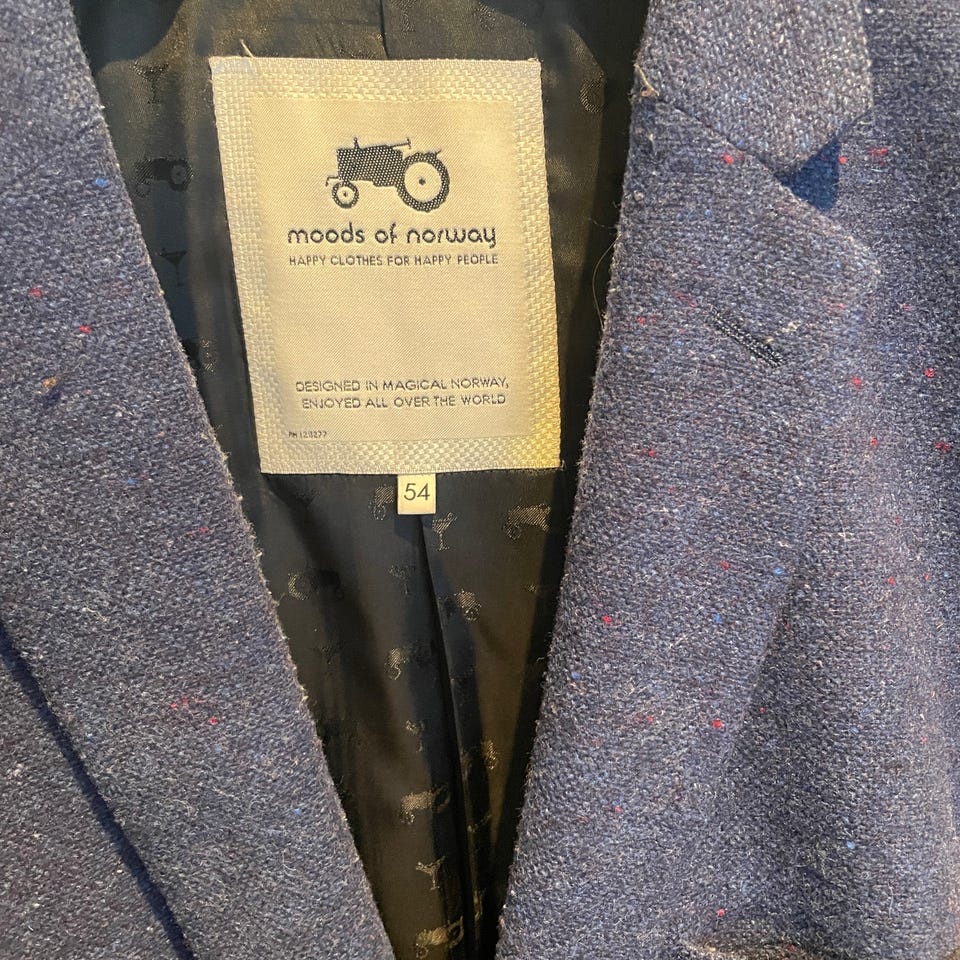 moods of norway
HAPPY CLOTHES FOR HAPPY PEOPLE
DESIGNED IN MAGICAL NORWAY,
ENJOYED ALL OVER THE WORLD
54